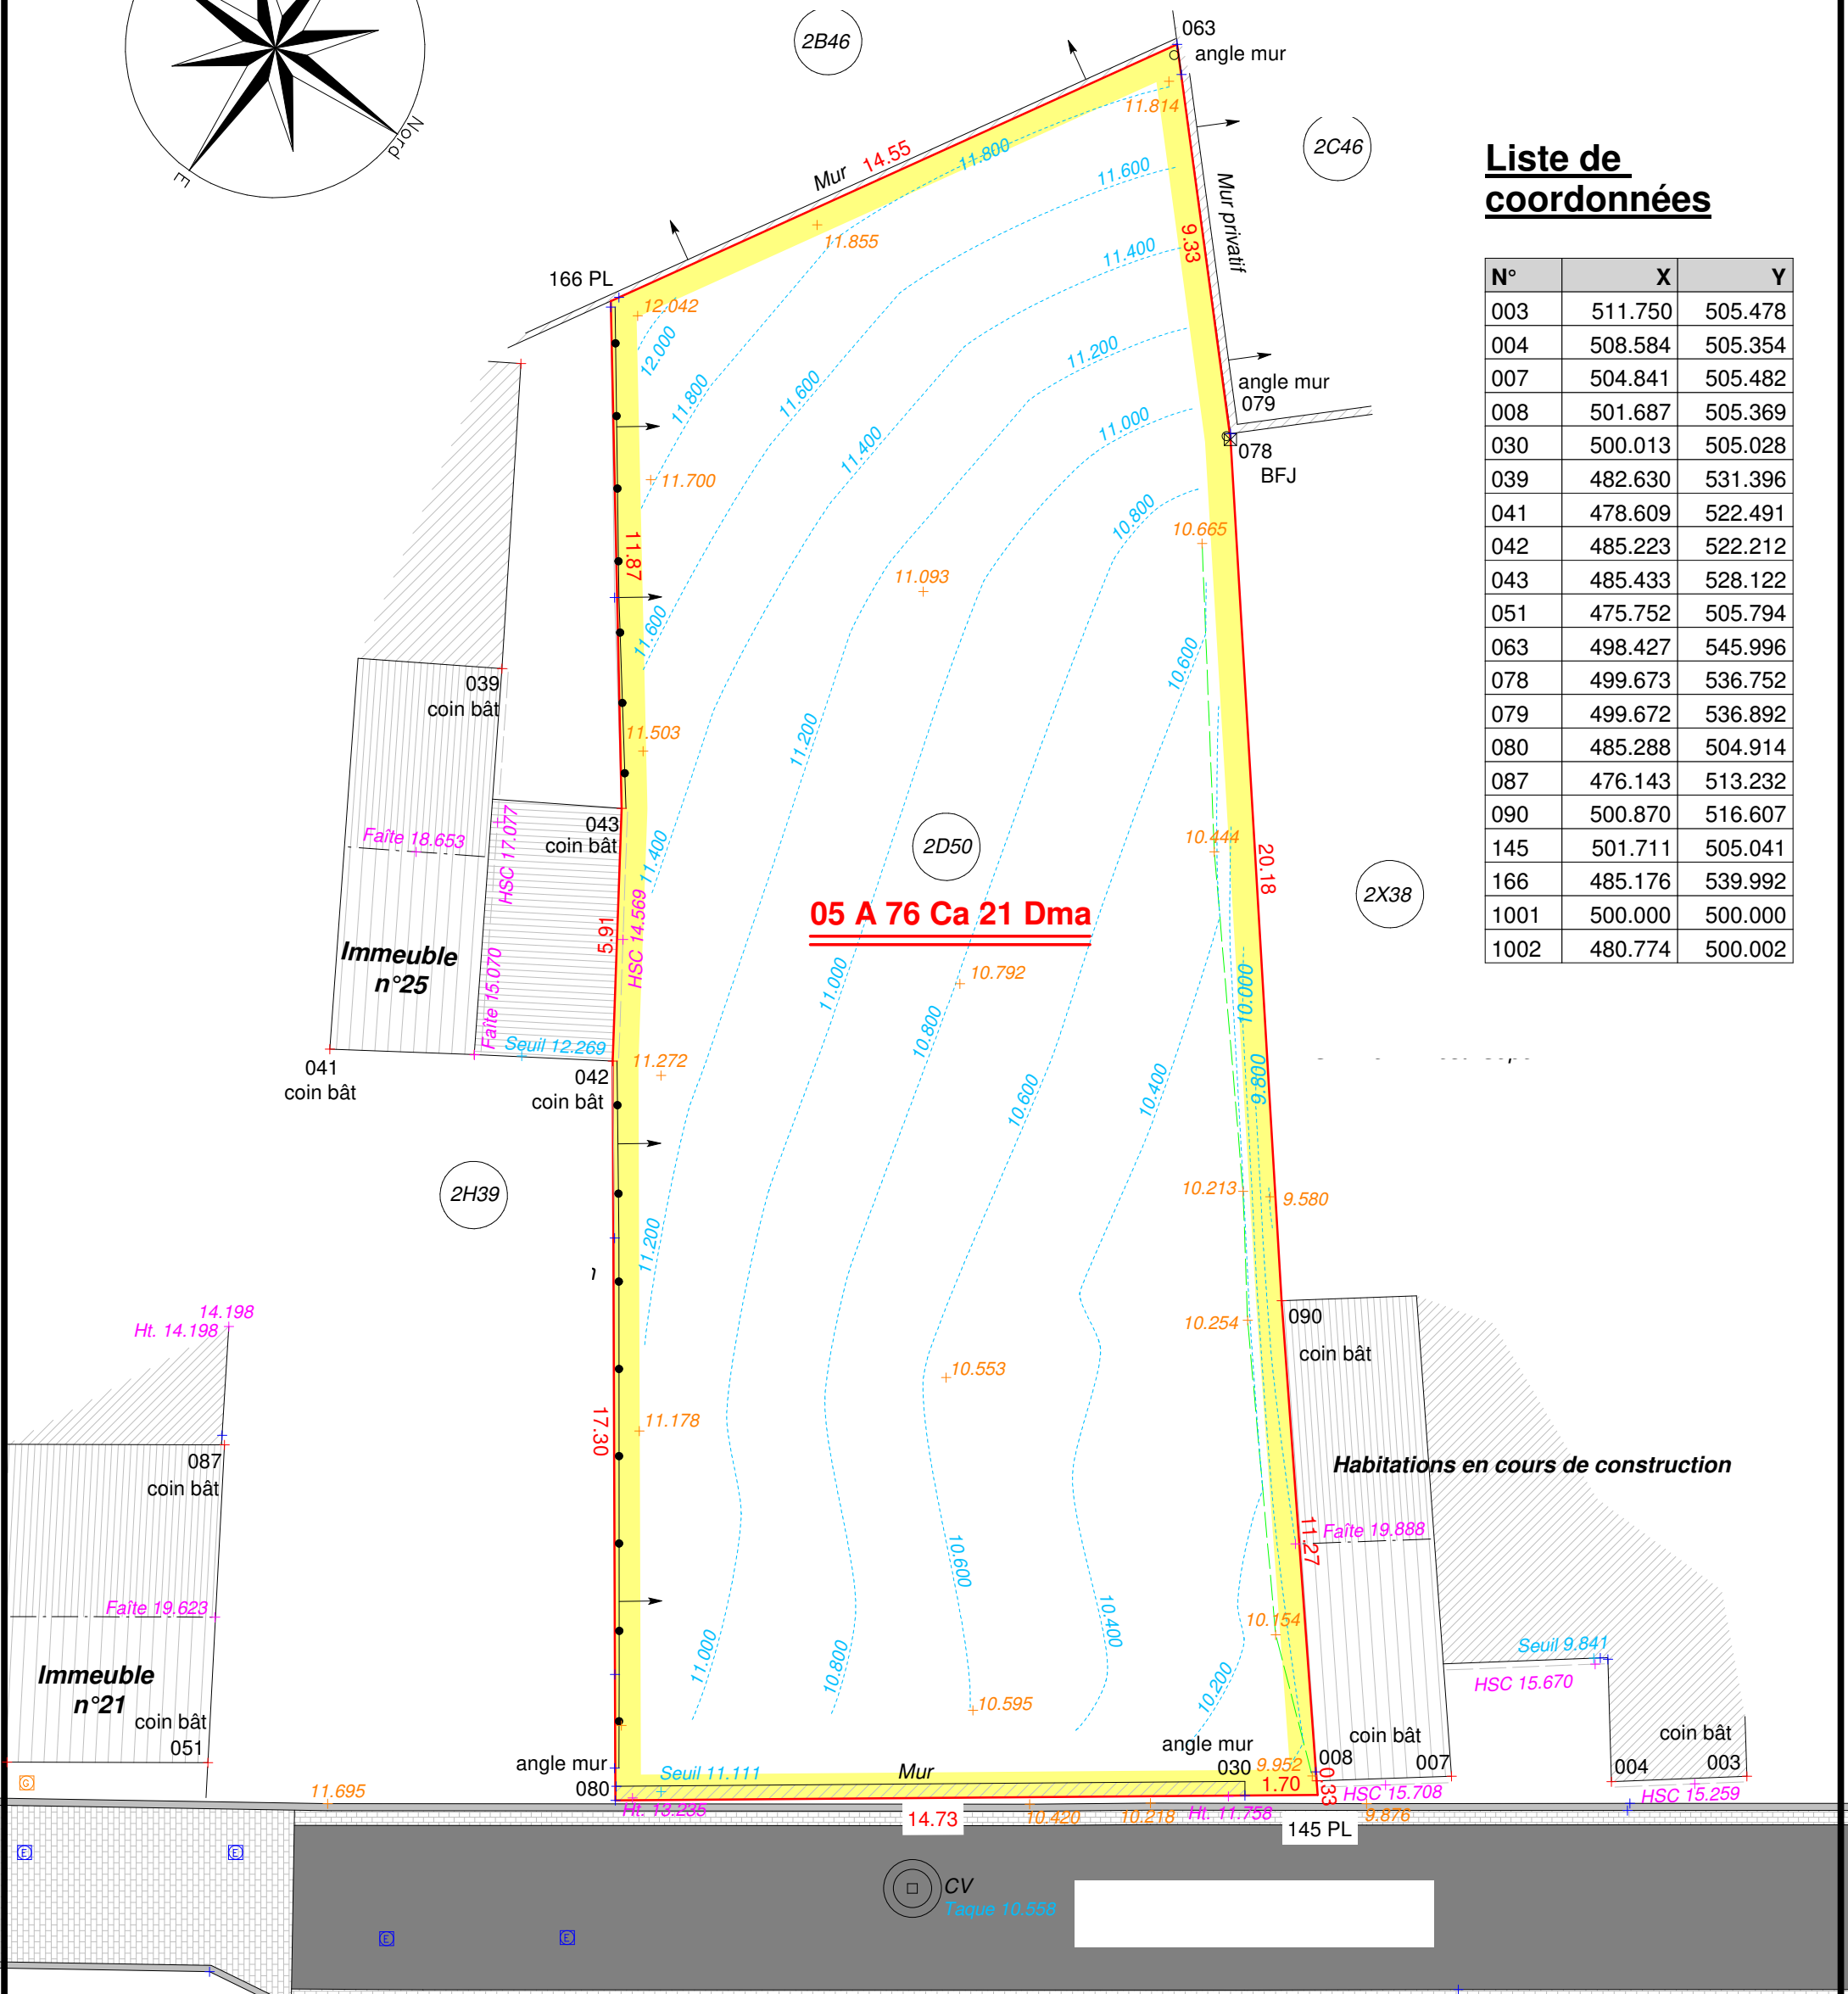 Nord
E
2B46
063
angle mur
11.814
2C46
Liste de
coordonnées
N° X Y
003 511.750 505.478
004 508.584 505.354
007 504.841 505.482
008 501.687 505.369
030 500.013 505.028
039 482.630 531.396
041 478.609 522.491
042 485.223 522.212
043 485.433 528.122
051 475.752 505.794
063 498.427 545.996
078 499.673 536.752
079 499.672 536.892
080 485.288 504.914
087 476.143 513.232
090 500.870 516.607
145 501.711 505.041
166 485.176 539.992
1001 500.000 500.000
1002 480.774 500.002
Mur 14.55
11.800
11.600
Mur privatif
9.33
11.855
11.400
166 PL
12.042
12.000
11.200
11.800
11.600
angle mur
079
11.000
11.400
078
BFJ
11.700
10.800
10.665
11.87
11.093
11.600
10.600
039
coin bât
11.503
11.200
043
coin bât
Faîte 18.653
HSC 17.077
11.400
10.444
2D50
20.18
2X38
05 A 76 Ca 21 Dma
5.91
HSC 14.569
Immeuble
n°25
Faîte 15.070
11.000
10.792
10.000
10.800
Seuil 12.269
11.272
9.800
041
coin bât
042
coin bât
10.600
10.400
2H39
10.213
9.580
11.200
14.198
Ht. 14.198
10.254
090
coin bât
10.553
17.30
11.178
087
coin bât
Habitations en cours de construction
11.27
Faîte 19.888
10.600
10.400
Faîte 19.623
10.154
Seuil 9.841
HSC 15.670
Immeuble
n°21
11.000
10.800
10.200
10.595
coin bât
051
angle mur
080
Seuil 11.111
Mur
angle mur
030
9.952
008
coin bât
007
coin bât
004
003
1.70
0.33
HSC 15.708
HSC 15.259
G
11.695
Ht. 13.235
14.73
10.420
10.218
Ht. 11.758
145 PL
9.876
E
E
CV
Taque 10.558
E
E